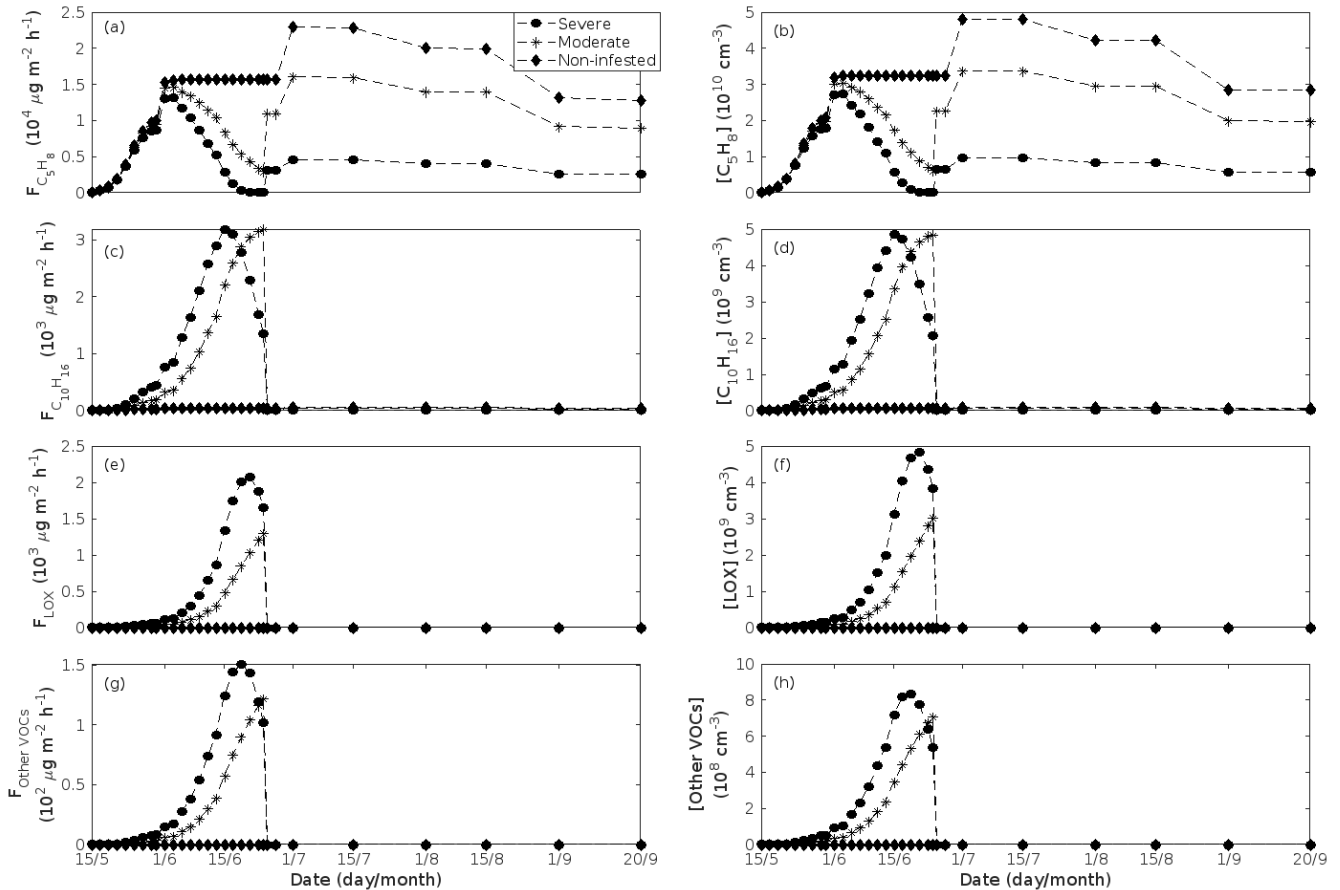 (a)
Severe
Moderate
Non-infested
F C5H8 (10^4 μg m^-2 h^-1)
2.5
2
1.5
1
0.5
0
(b)
[C5H8] (10^10 cm^-3)
5
4
3
2
1
0
(c)
F C10H16 (10^3 μg m^-2 h^-1)
3
2
1
0
(d)
[C10H16] (10^9 cm^-3)
5
4
3
2
1
0
(e)
F LOX (10^3 μg m^-2 h^-1)
2.5
2
1.5
1
0.5
0
(f)
[LOX] (10^9 cm^-3)
5
4
3
2
1
0
(g)
F Other VOCs
(10^2 μg m^-2 h^-1)
1.5
1
0.5
0
15/5 1/6 15/6 1/7 15/7 1/8 15/8 1/9 20/9
Date (day/month)
(h)
[Other VOCs]
(10^8 cm^-3)
10
8
6
4
2
0
15/5 1/6 15/6 1/7 15/7 1/8 15/8 1/9 20/9
Date (day/month)